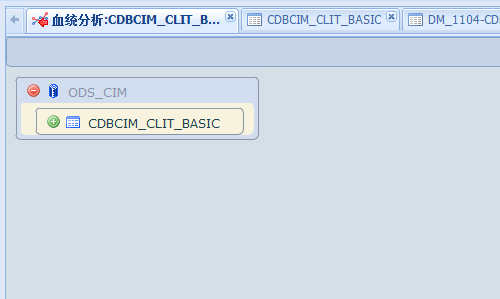 血统分析:CDBCIM_CLIT_B... CDBCIM_CLIT_BASIC DM_1104-CD
ODS_CIM
CDBCIM_CLIT_BASIC